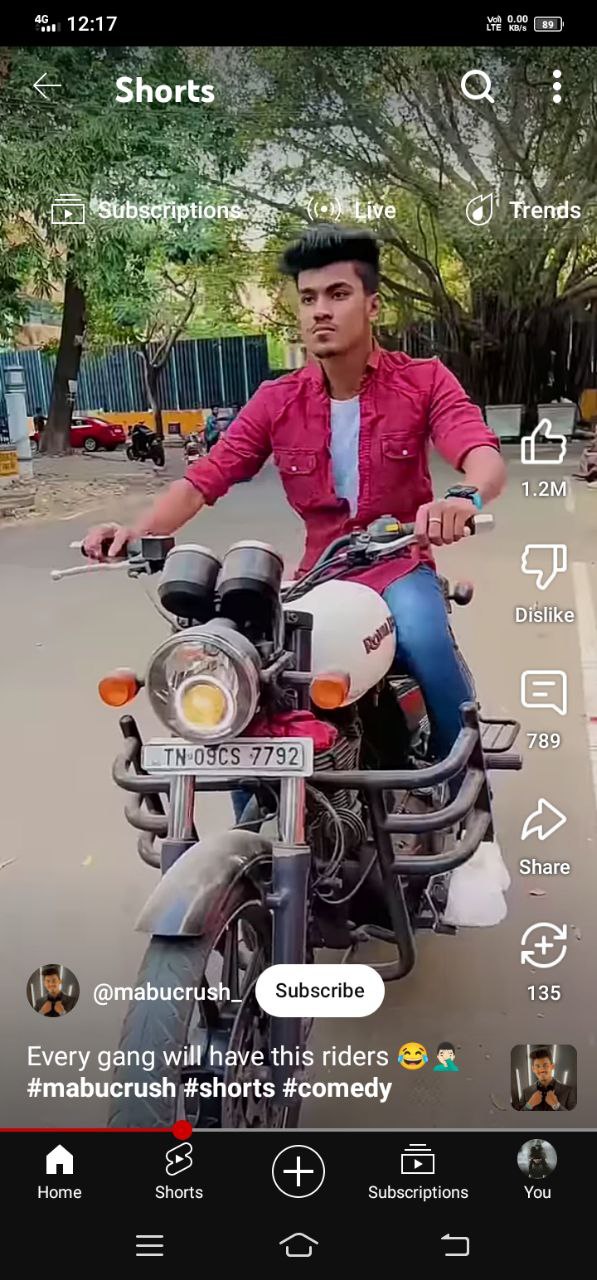 4G 12:17 Vo) LTE 0.00 KB/s 89
Shorts
Subscriptions Live Trends
1.2M
Dislike
789
Share
135
TN 09CS 7792
@mabucrush_ Subscribe
Every gang will have this riders 😂🤦🏻‍♂️
#mabucrush #shorts #comedy
Home Shorts Subscriptions You